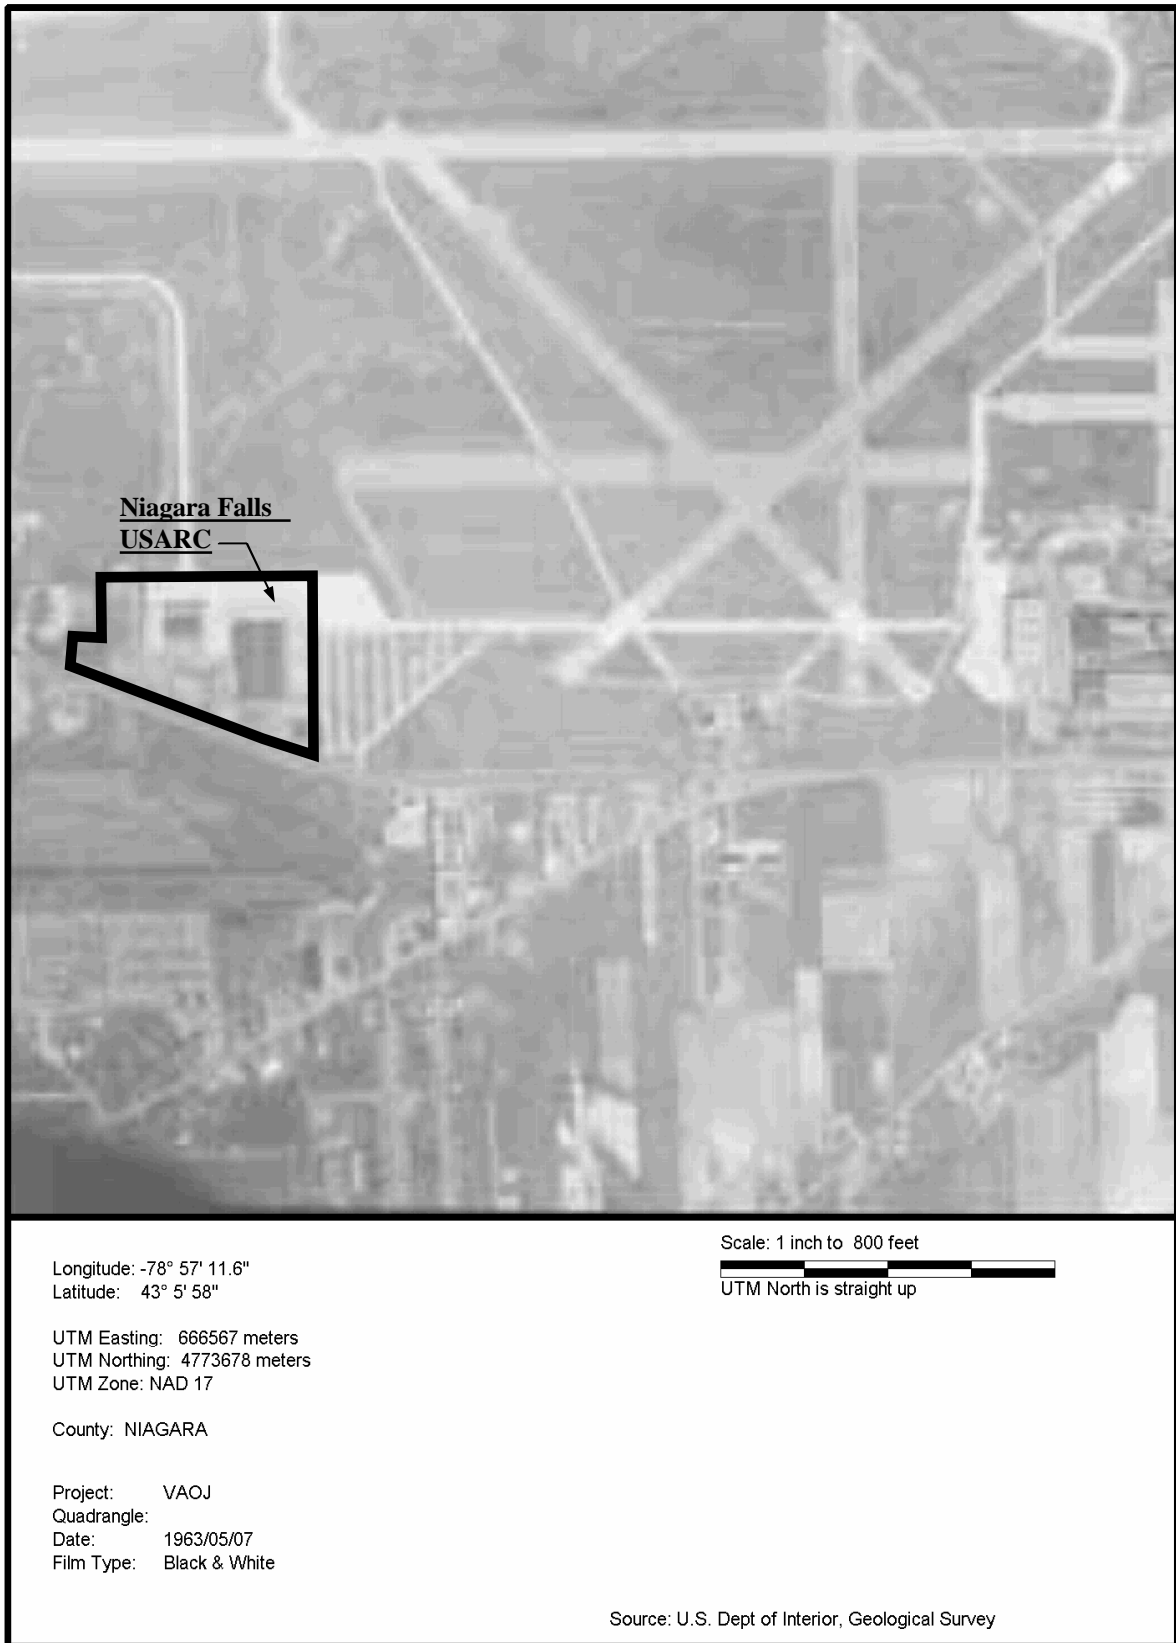 Niagara Falls
USARC
Longitude: -78° 57' 11.6"
Latitude: 43° 5' 58"
UTM Easting: 666567 meters
UTM Northing: 4773678 meters
UTM Zone: NAD 17
County: NIAGARA
Project: VAOJ
Quadrangle:
Date: 1963/05/07
Film Type: Black & White
Scale: 1 inch to 800 feet
UTM North is straight up
Source: U.S. Dept of Interior, Geological Survey